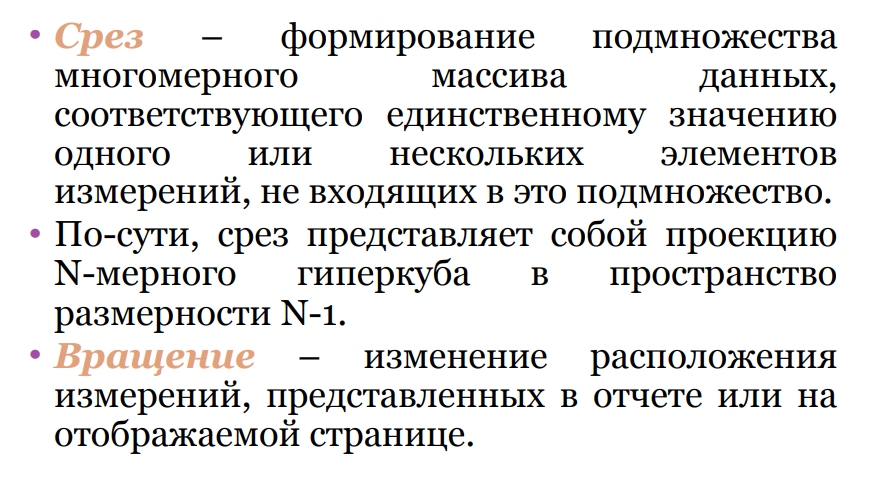 • Срез – формирование подмножества
многомерного массива данных,
соответствующего единственному значению
одного или нескольких элементов
измерений, не входящих в это подмножество.
• По-сути, срез представляет собой проекцию
N-мерного гиперкуба в пространство
размерности N-1.
• Вращение – изменение расположения
измерений, представленных в отчете или на
отображаемой странице.